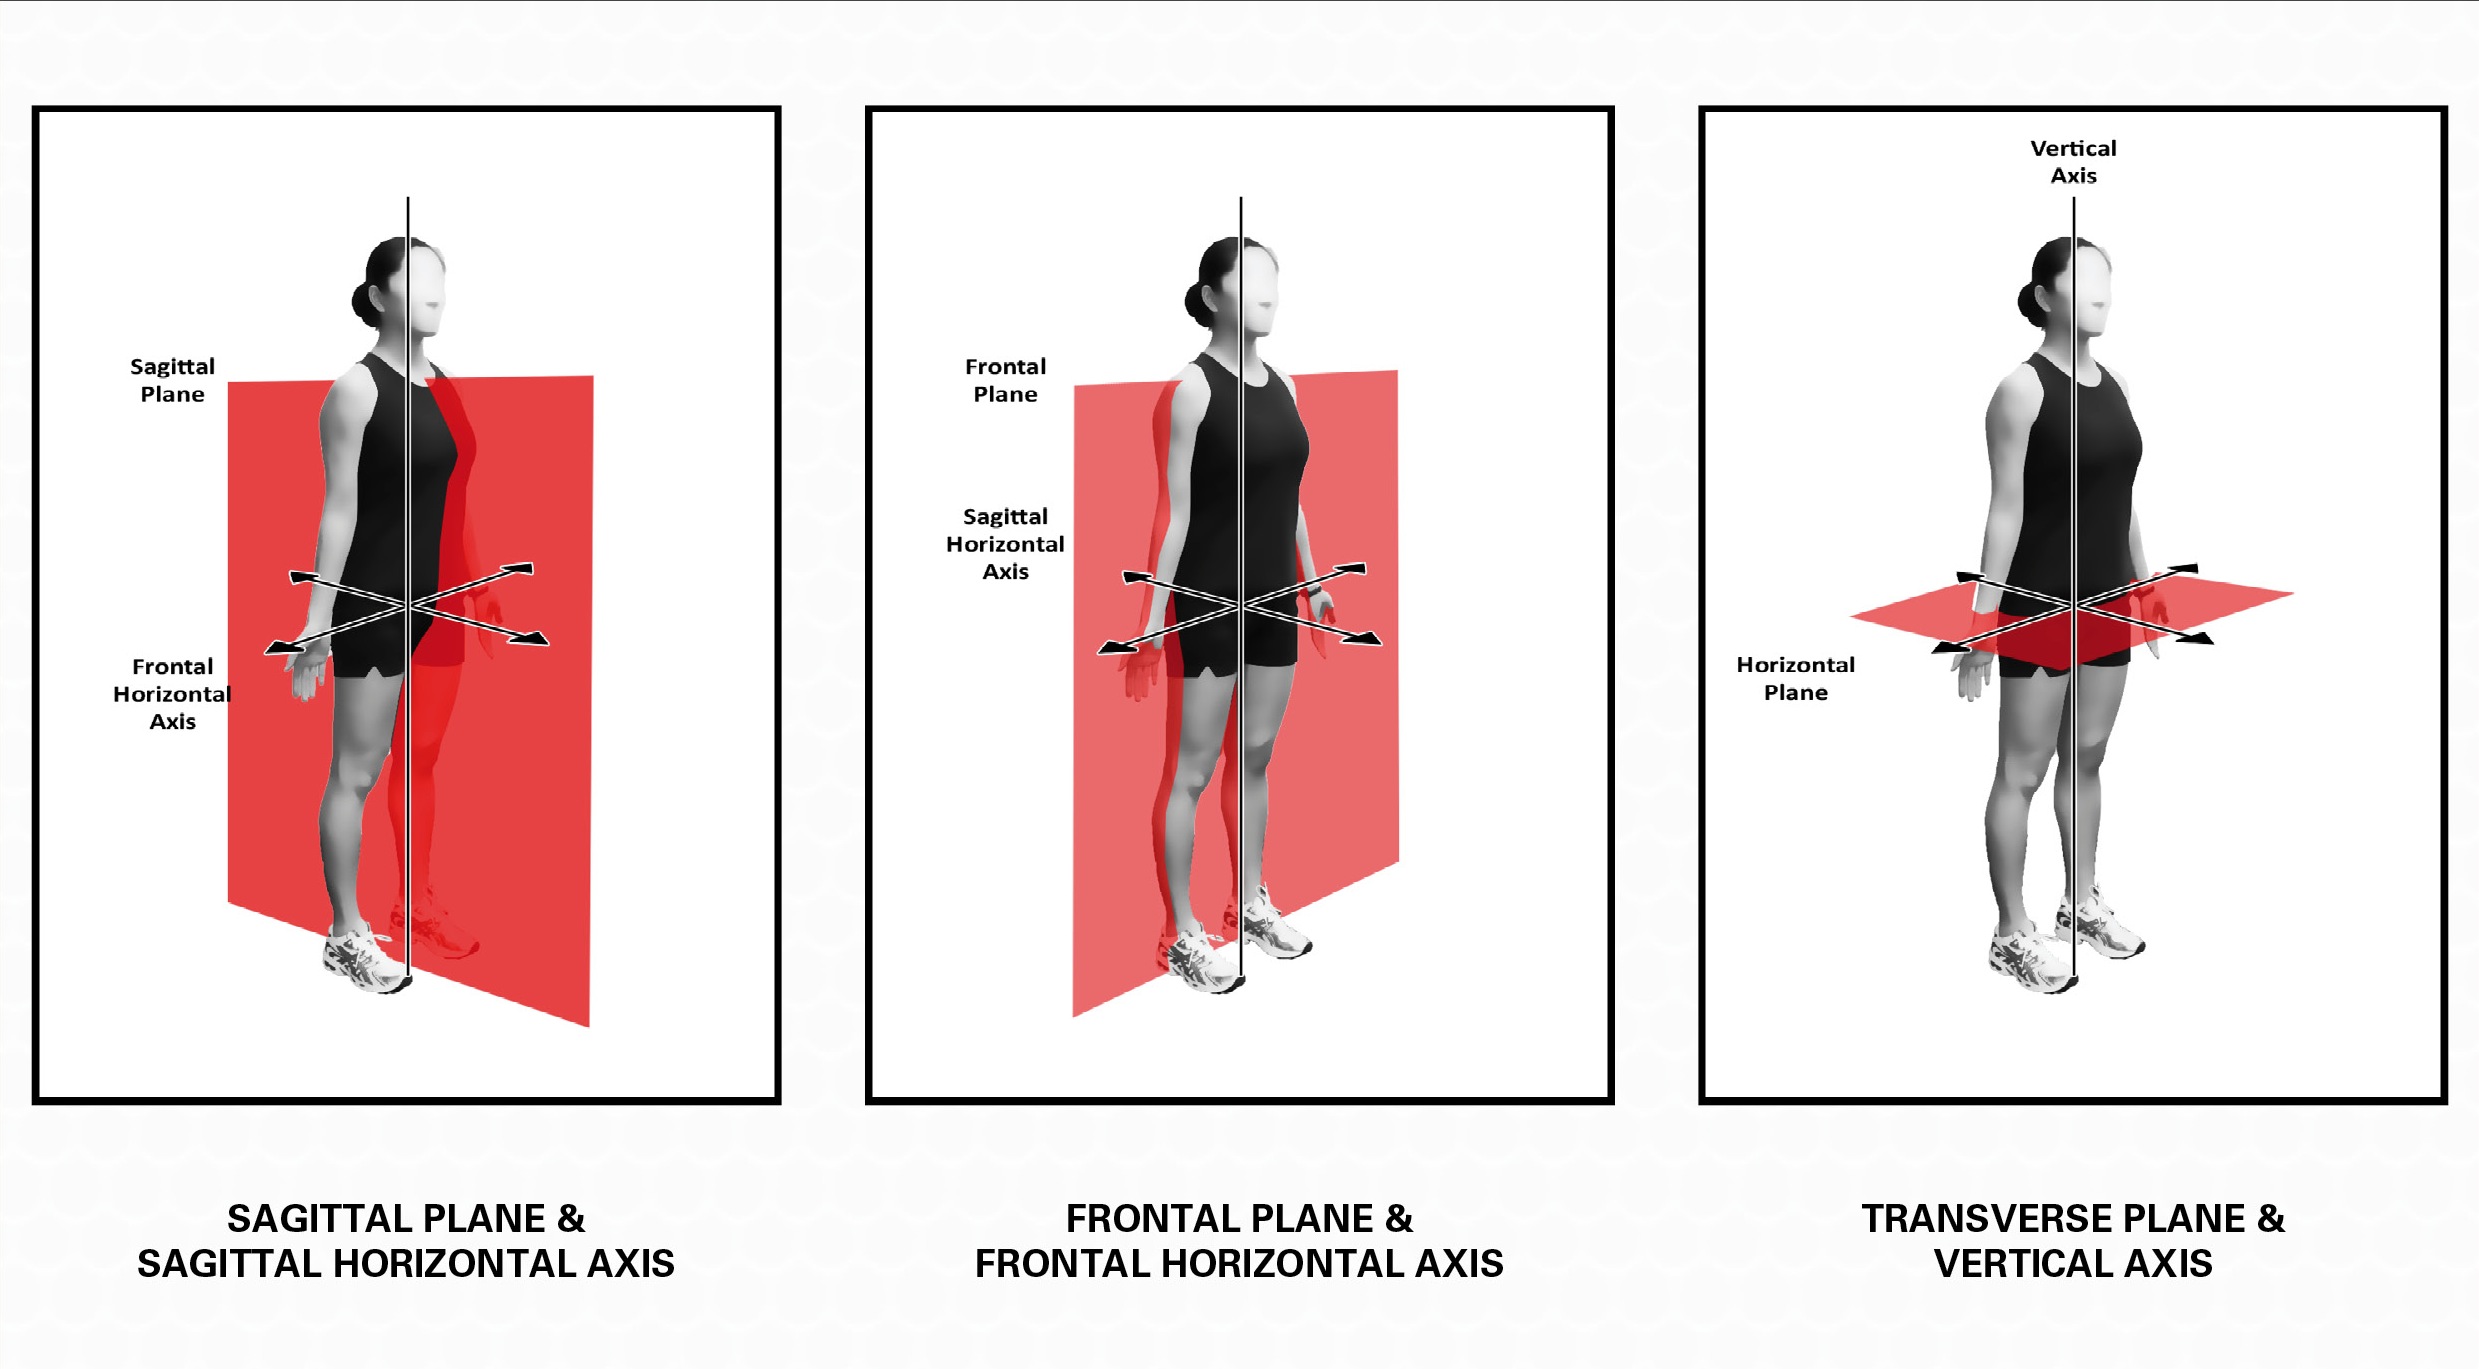 Sagittal
Plane
Frontal
Horizontal
Axis
SAGITTAL PLANE &
SAGITTAL HORIZONTAL AXIS
Frontal
Plane
Sagittal
Horizontal
Axis
FRONTAL PLANE &
FRONTAL HORIZONTAL AXIS
Vertical
Axis
Horizontal
Plane
TRANSVERSE PLANE &
VERTICAL AXIS